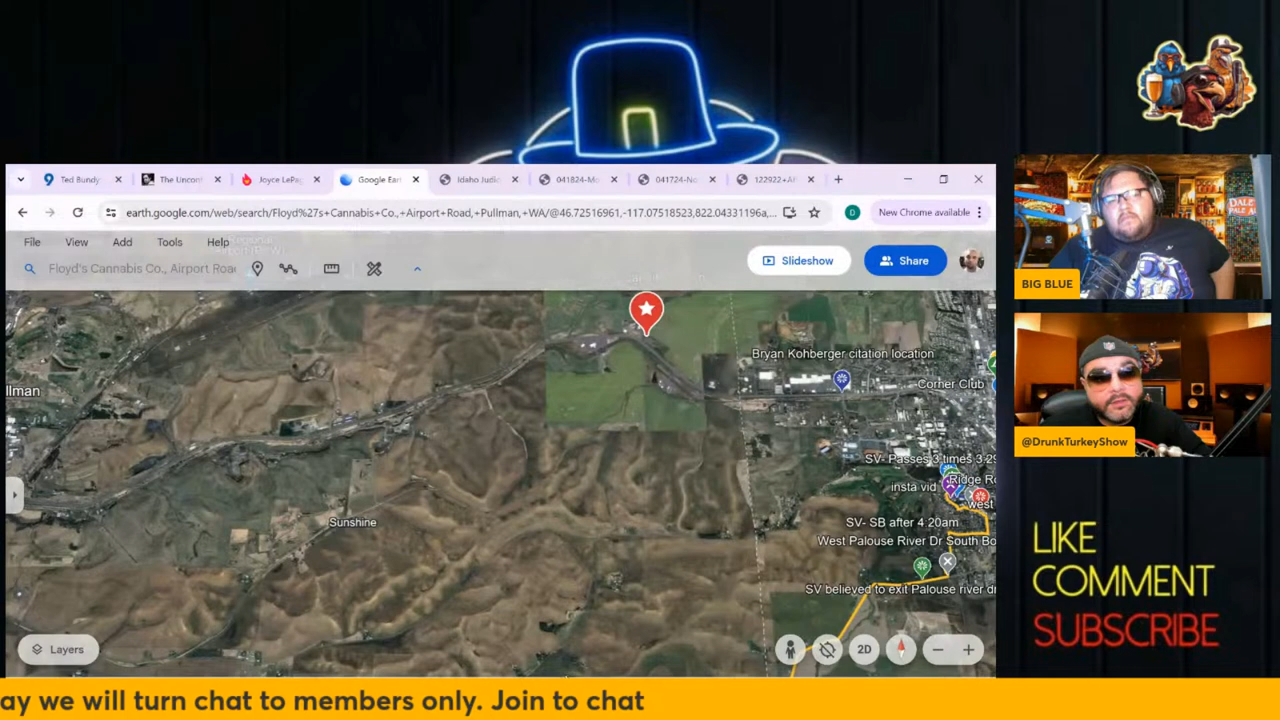 Ted Bundy
The Uncom
Joyce LePa
Google Ear
Idaho Judic
041824-Mo
041724-No
earth.google.com/web/search/Floyd%27s+Cannabis+Co.,+Airport+Road,+Pullman,+WA/@46.72516961,-117.07518523,822.04331196a,...
New Chrome available
File View Add Tools Help
Floyd's Cannabis Co., Airport Road
Slideshow
Share
llman
Bryan Kohberger citation location
Corner Club
SV- Passes 3 times 3:29
Ridge Ro
insta vid
west
SV- SB after 4:20am
Sunshine
West Palouse River Dr South Bo
SV believed to exit Palouse river dr
Layers
2D
BIG BLUE
@DrunkTurkeyShow
LIKE
COMMENT
SUBSCRIBE
ay we will turn chat to members only. Join to chat